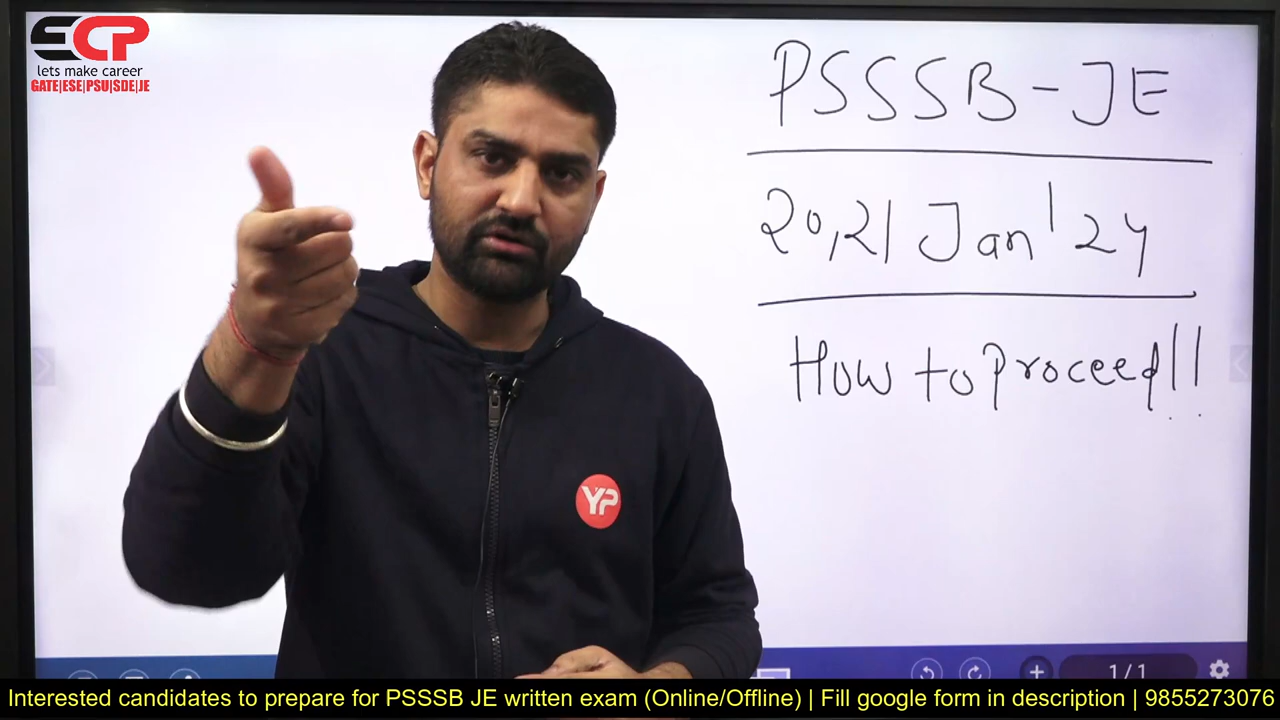 ECP
lets make career
GATE|ESE|PSU|SDE|JE
PSSSB-JE
20,21 Jan'24
How to Proceed!!
YP
1/1
Interested candidates to prepare for PSSSB JE written exam (Online/Offline) | Fill google form in description | 9855273076